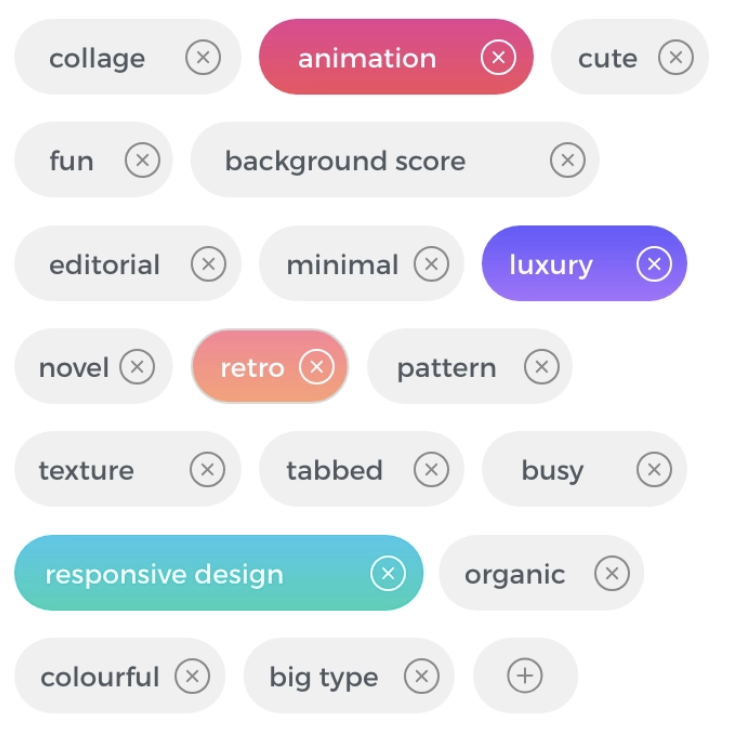 collage animation cute
fun background score
editorial minimal luxury
novel retro pattern
texture tabbed busy
responsive design organic
colourful big type